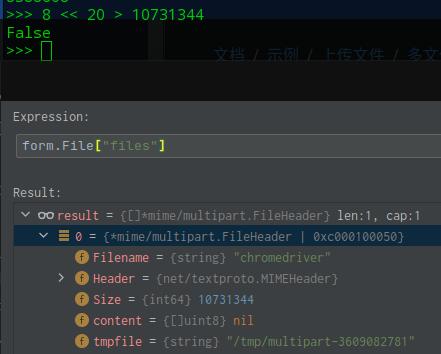 >>> 8 << 20 > 10731344
False
>>>
文档 / 示例 / 上传文件 / 多文
Expression:
form.File["files"]
Result:
result = {[]*mime/multipart.FileHeader} len:1, cap:1
0 = {*mime/multipart.FileHeader | 0xc000100050}
f Filename = {string} "chromedriver"
f Header = {net/textproto.MIMEHeader}
f Size = {int64} 10731344
f content = {[]uint8} nil
f tmpfile = {string} "/tmp/multipart-3609082781"